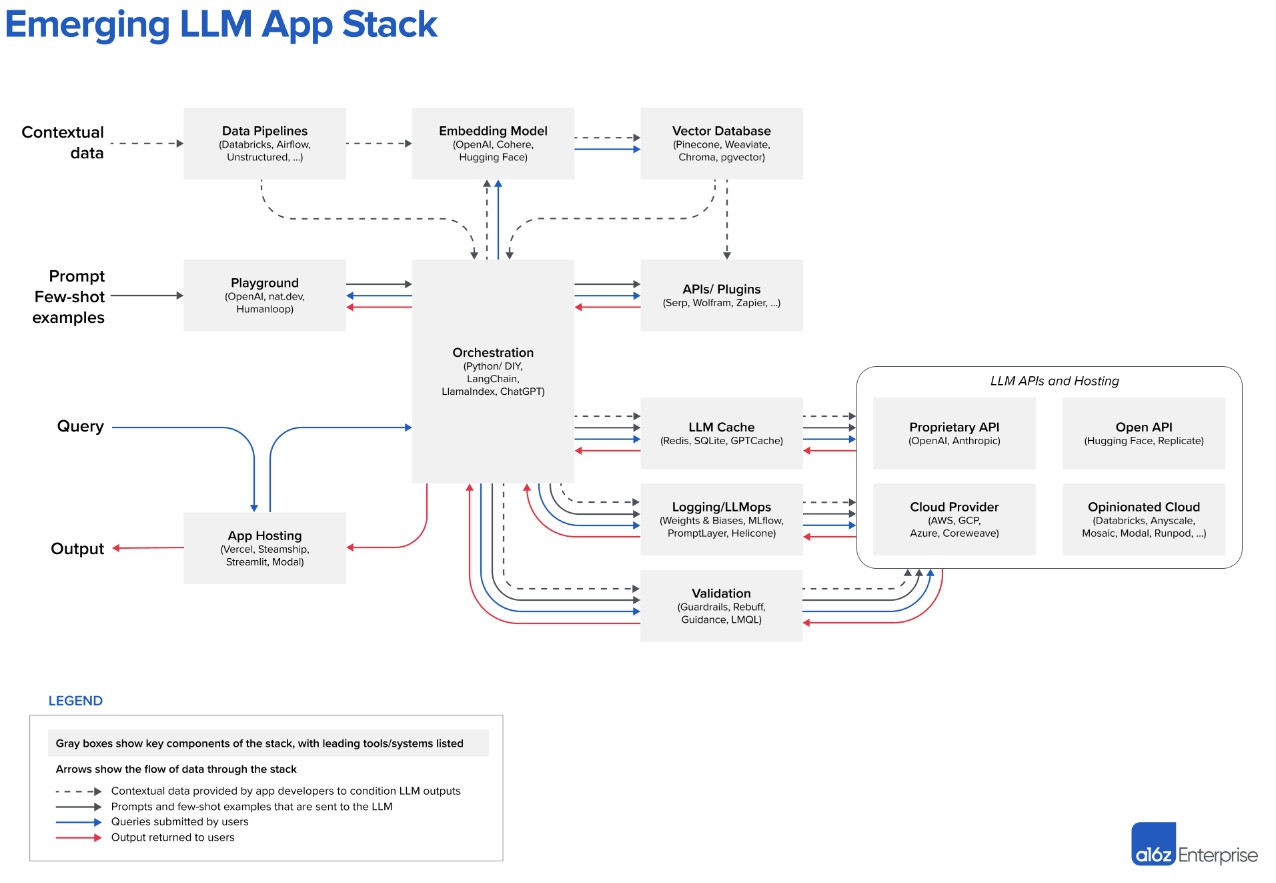 Emerging LLM App Stack
Contextual
data
Data Pipelines
(Databricks, Airflow,
Unstructured, ...)
Embedding Model
(OpenAI, Cohere,
Hugging Face)
Vector Database
(Pinecone, Weaviate,
Chroma, pgvector)
Prompt
Few-shot
examples
Playground
(OpenAI, nat.dev,
Humanloop)
Orchestration
(Python/ DIY,
LangChain,
LlamaIndex, ChatGPT)
APIs/ Plugins
(Serp, Wolfram, Zapier, ...)
Query
LLM Cache
(Redis, SQLite, GPTCache)
Logging/LLMops
(Weights & Biases, MLflow,
PromptLayer, Helicone)
Validation
(Guardrails, Rebuff,
Guidance, LMQL)
LLM APIs and Hosting
Proprietary API
(OpenAI, Anthropic)
Open API
(Hugging Face, Replicate)
Cloud Provider
(AWS, GCP,
Azure, Coreweave)
Opinionated Cloud
(Databricks, Anyscale,
Mosaic, Modal, Runpod, ...)
App Hosting
(Vercel, Steamship,
Streamlit, Modal)
Output
LEGEND
Gray boxes show key components of the stack, with leading tools/systems listed
Arrows show the flow of data through the stack
Contextual data provided by app developers to condition LLM outputs
Prompts and few-shot examples that are sent to the LLM
Queries submitted by users
Output returned to users
a16z Enterprise